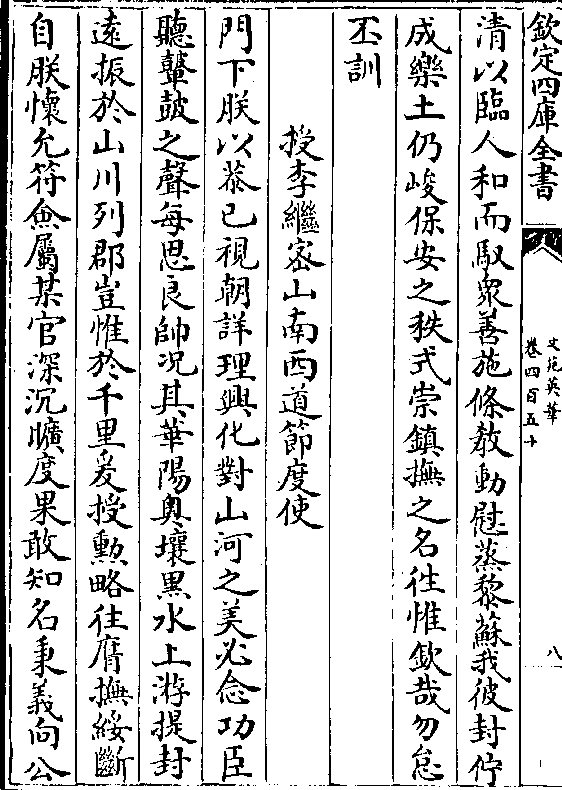 欽定四庫全書
文苑英華
卷四百五十
八
清以臨人和而馭衆善施條教動慰蒸黎蘇我彼封佇
成樂土仍峻保安之秩式崇鎮撫之名往惟欽哉勿怠
丕訓
授李繼密山南西道節度使
門下朕以恭己視朝詳理興化對山河之美必念功臣
聽鼙鼓之聲每思良帥況其華陽奥壤黒水上游提封
逺振於山川列郡豈惟於千里爰授勲略往膺撫綏斷
自朕懷允符僉屬某官深沉曠度果敢知名秉義向公